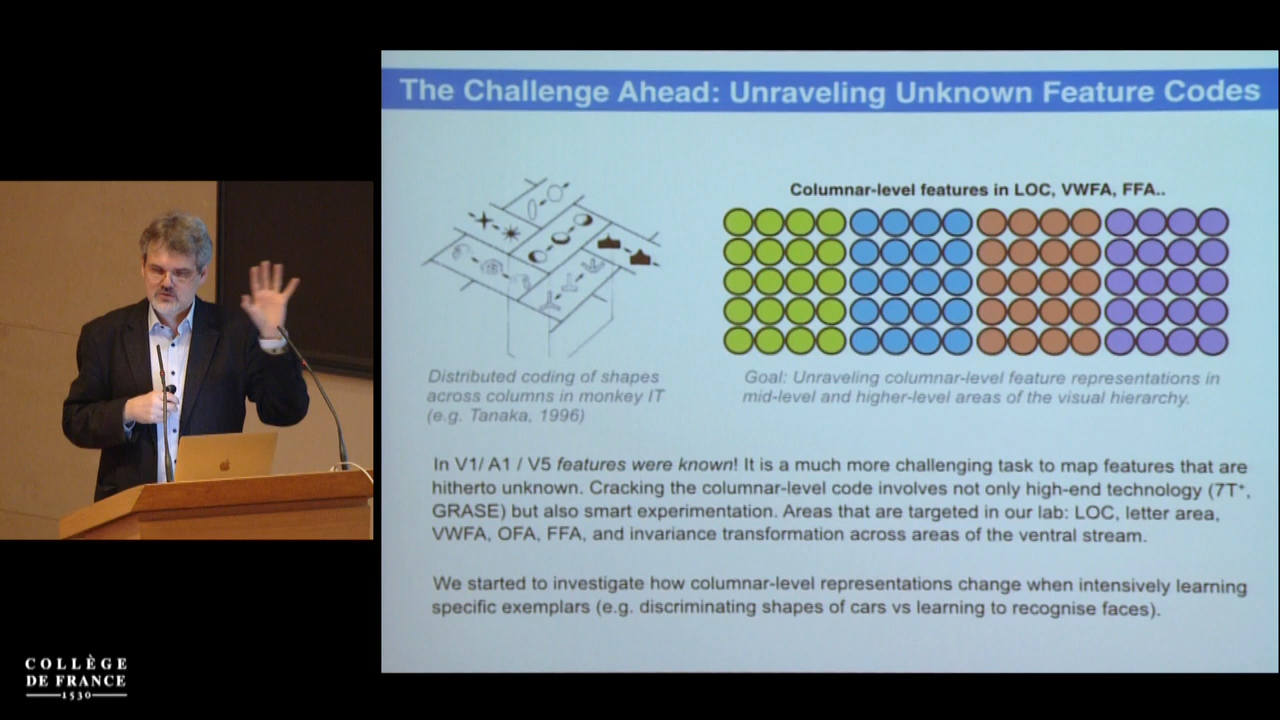 The Challenge Ahead: Unraveling Unknown Feature Codes
Columnar-level features in LOC, VWFA, FFA..
Distributed coding of shapes
across columns in monkey IT
(e.g. Tanaka, 1996)
Goal: Unraveling columnar-level feature representations in
mid-level and higher-level areas of the visual hierarchy.
In V1/ A1 / V5 features were known! It is a much more challenging task to map features that are
hitherto unknown. Cracking the columnar-level code involves not only high-end technology (7T+,
GRASE) but also smart experimentation. Areas that are targeted in our lab: LOC, letter area,
VWFA, OFA, FFA, and invariance transformation across areas of the ventral stream.
We started to investigate how columnar-level representations change when intensively learning
specific exemplars (e.g. discriminating shapes of cars vs learning to recognise faces).
COLLÈGE
DE FRANCE
1530